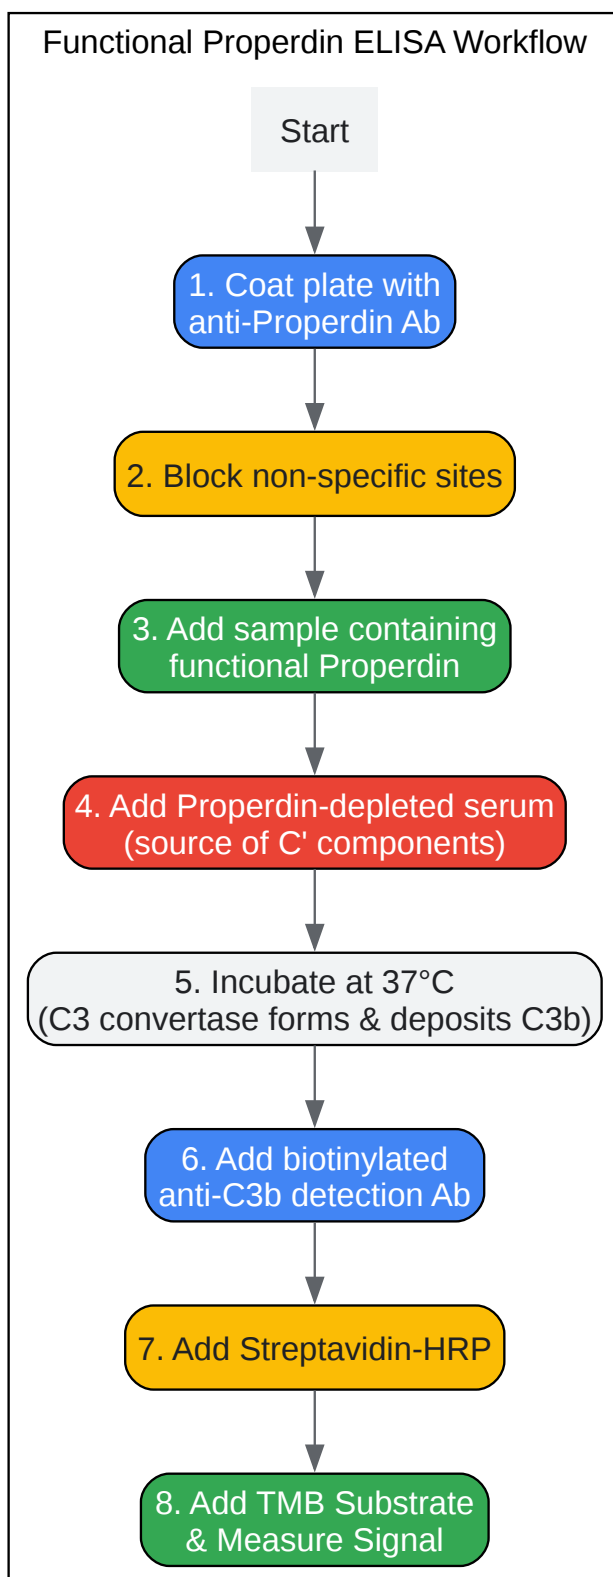 Functional Properdin ELISA Workflow
Start
1. Coat plate with
anti-Properdin Ab
2. Block non-specific sites
3. Add sample containing
functional Properdin
4. Add Properdin-depleted serum
(source of C' components)
5. Incubate at 37°C
(C3 convertase forms & deposits C3b)
6. Add biotinylated
anti-C3b detection Ab
7. Add Streptavidin-HRP
8. Add TMB Substrate
& Measure Signal